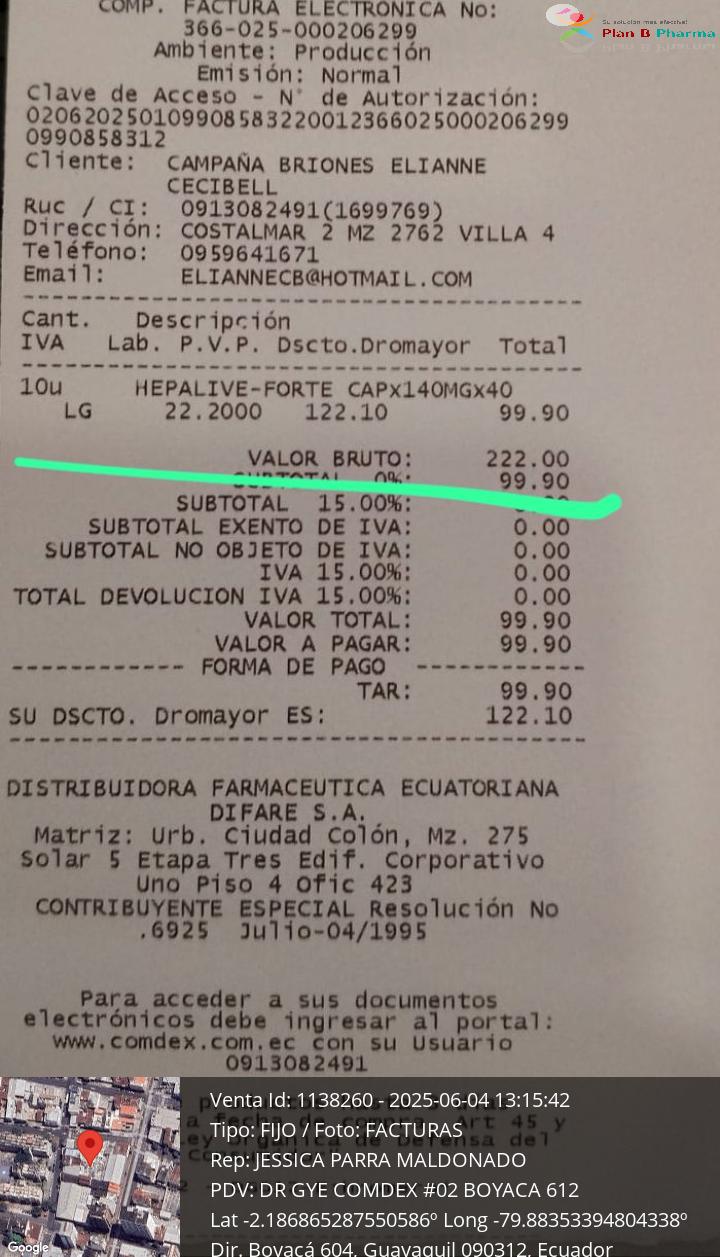 COMP. FACTURA ELECTRONICA No:
366-025-000206299
Ambiente: Producción
Emisión: Normal
Clave de Acceso - N° de Autorización:
020620250109908583220012366025000206299
0990858312
Cliente: CAMPAÑA BRIONES ELIANNE
CECIBELL
Ruc / CI: 0913082491(1699769)
Dirección: COSTALMAR 2 MZ 2762 VILLA 4
Teléfono: 0959641671
Email: ELIANNECB@HOTMAIL.COM
Cant. Descripción
IVA Lab. P.V.P. Dscto.Dromayor Total
10u HEPALIVE-FORTE CAPx140MGx40
LG 22.2000 122.10 99.90
VALOR BRUTO: 222.00
SUBTOTAL 0%: 99.90
SUBTOTAL 15.00%:
SUBTOTAL EXENTO DE IVA: 0.00
SUBTOTAL NO OBJETO DE IVA: 0.00
IVA 15.00%: 0.00
TOTAL DEVOLUCION IVA 15.00%: 0.00
VALOR TOTAL: 99.90
VALOR A PAGAR: 99.90
------------ FORMA DE PAGO ------------
TAR: 99.90
SU DSCTO. Dromayor ES: 122.10
DISTRIBUIDORA FARMACEUTICA ECUATORIANA
DIFARE S.A.
Matriz: Urb. Ciudad Colón, Mz. 275
Solar 5 Etapa Tres Edif. Corporativo
Uno Piso 4 Ofic 423
CONTRIBUYENTE ESPECIAL Resolución No
.6925 Julio-04/1995
Para acceder a sus documentos
electrónicos debe ingresar al portal:
www.comdex.com.ec con su Usuario
0913082491
Su solución mas efectiva!
Plan B Pharma
Venta Id: 1138260 - 2025-06-04 13:15:42
Tipo: FIJO / Foto: FACTURAS
Rep: JESSICA PARRA MALDONADO
PDV: DR GYE COMDEX #02 BOYACA 612
Lat -2.186865287550586º Long -79.88353394804338º
Dir. Boyacá 604, Guayaquil 090312, Ecuador
Google